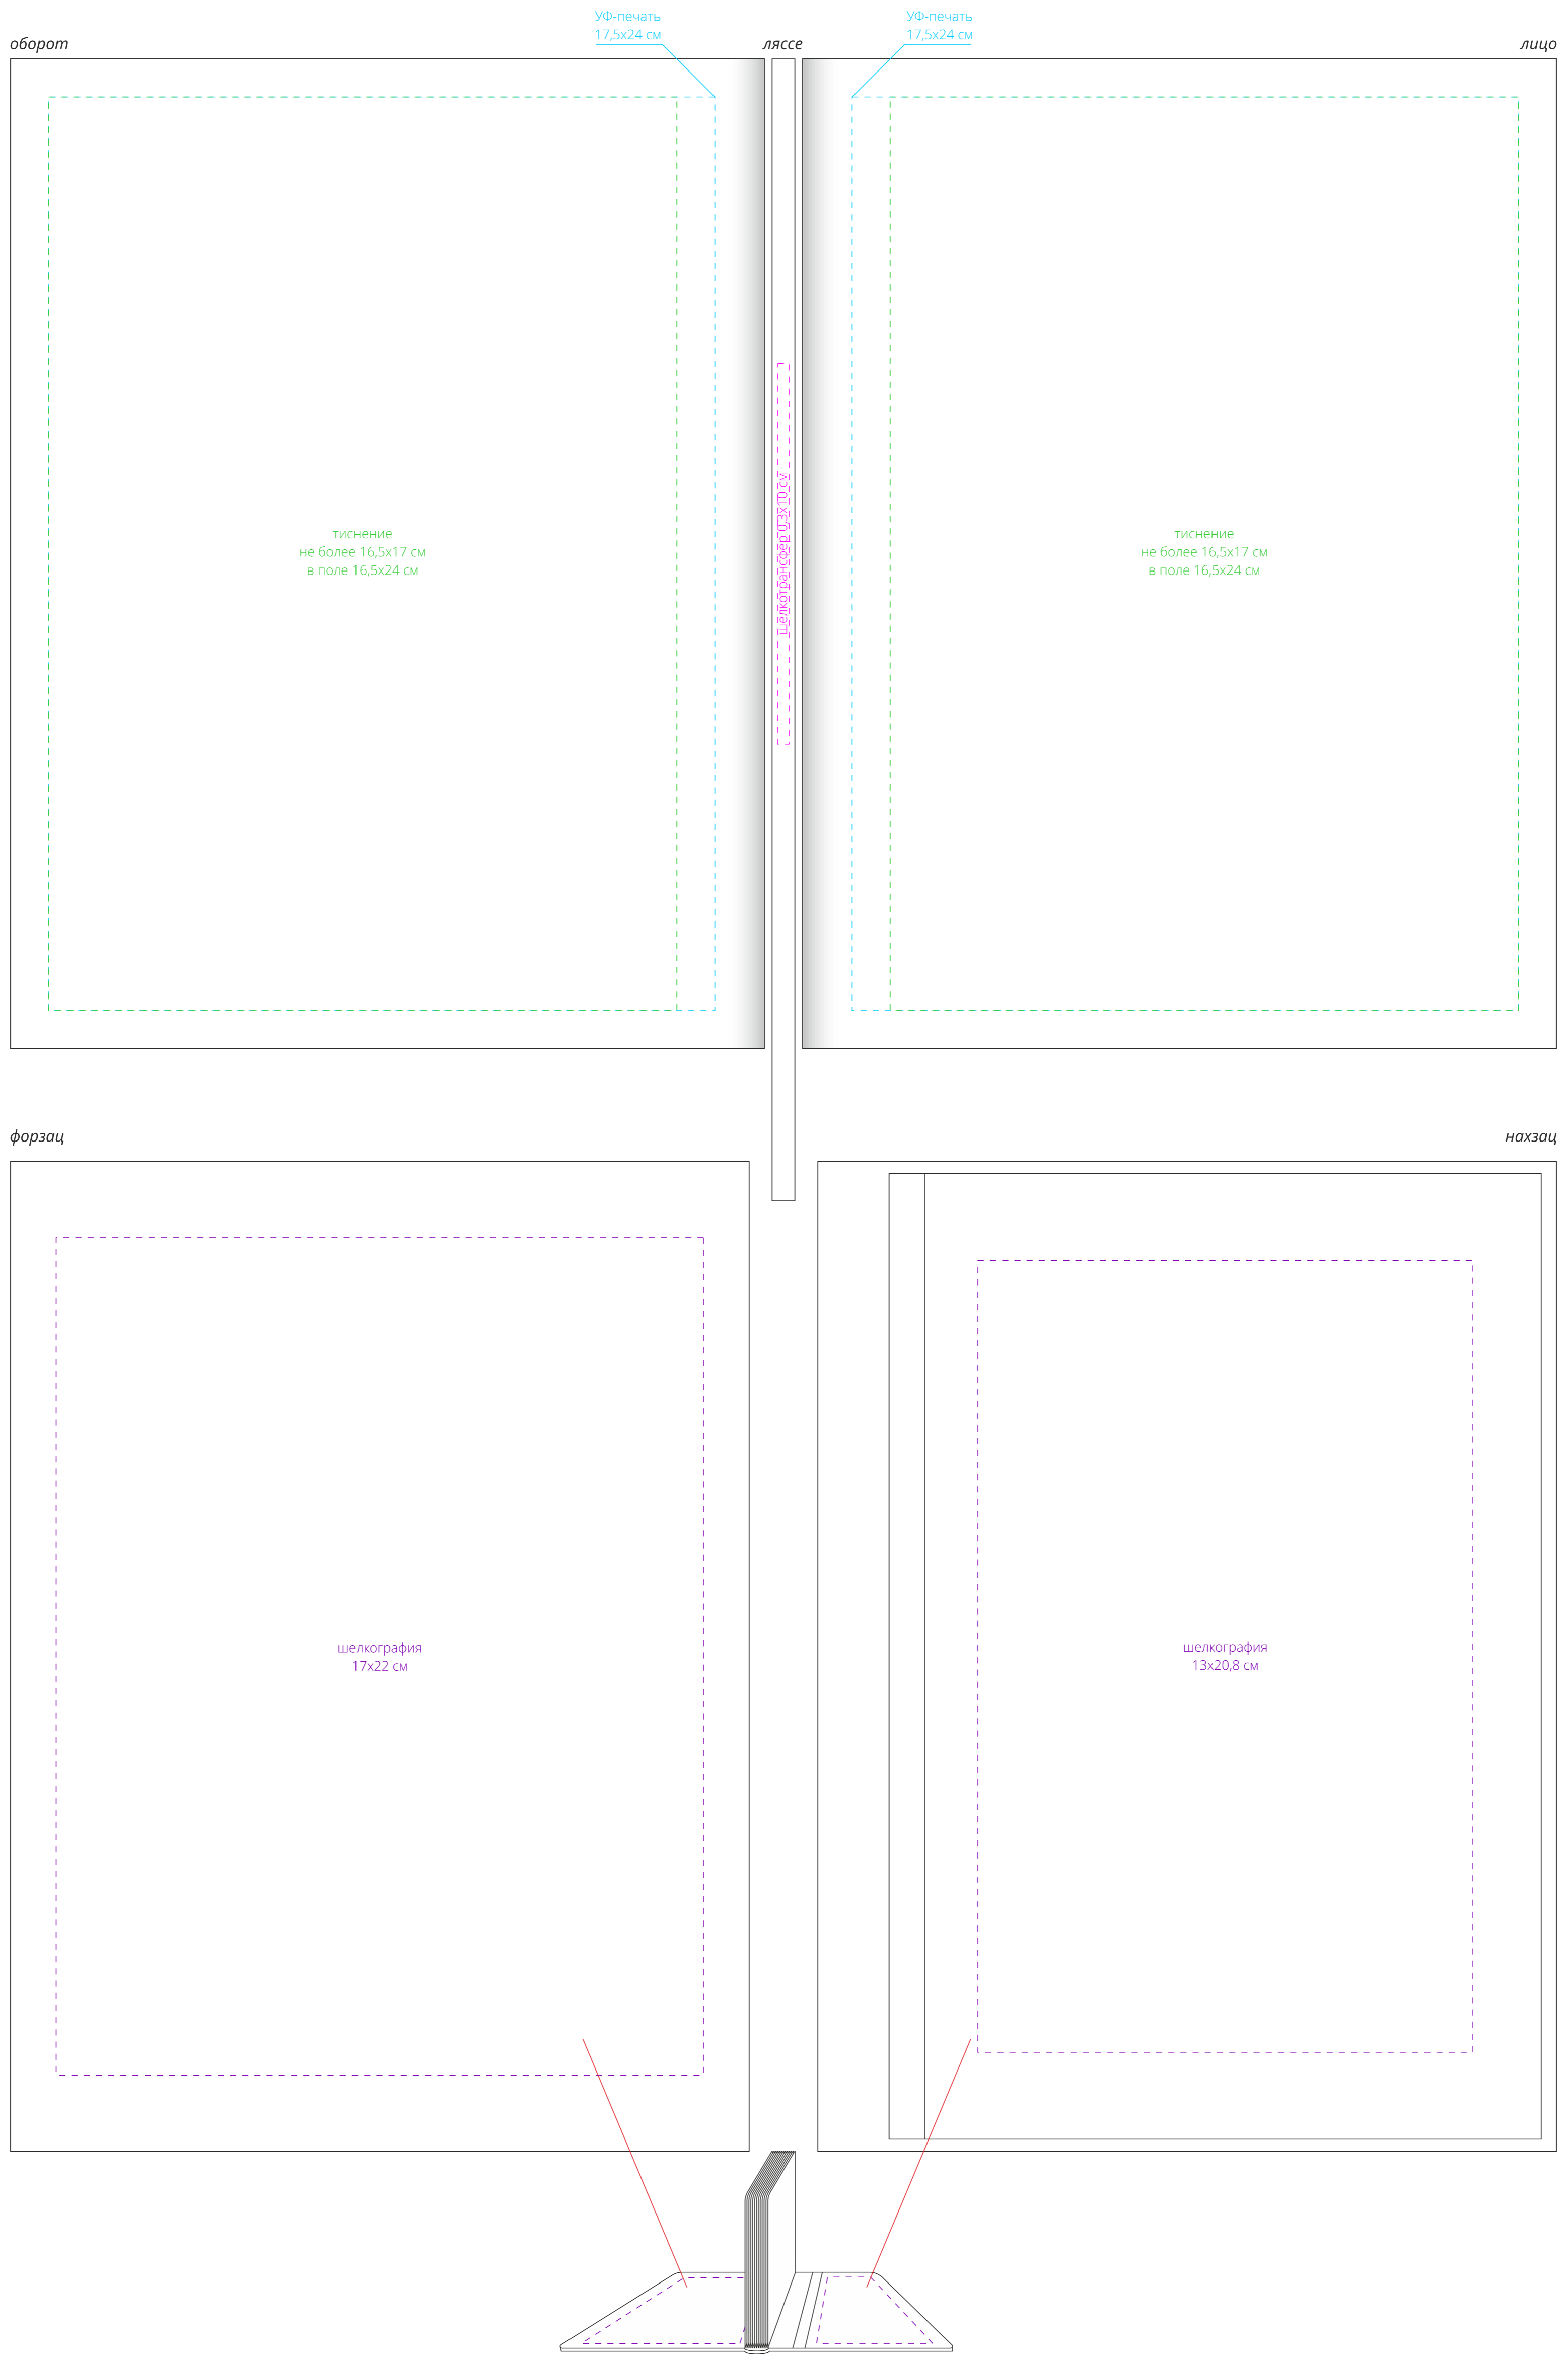 УФ-печать
17,5х24 см
УФ-печать
17,5х24 см
оборот
ляссе
лицо
тиснение
не более 16,5х17 см
в поле 16,5х24 см
шелкотрансфер 0,3х10 см
тиснение
не более 16,5х17 см
в поле 16,5х24 см
форзац
нахзац
шелкография
17х22 см
шелкография
13х20,8 см